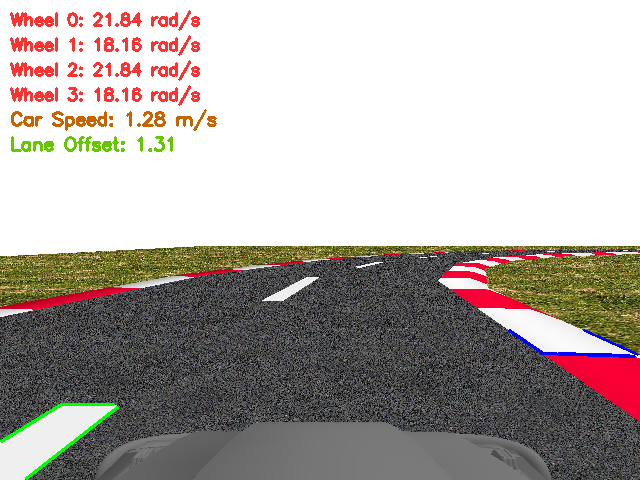 Wheel 0: 21.84 rad/s
Wheel 1: 18.16 rad/s
Wheel 2: 21.84 rad/s
Wheel 3: 18.16 rad/s
Car Speed: 1.28 m/s
Lane Offset: 1.31